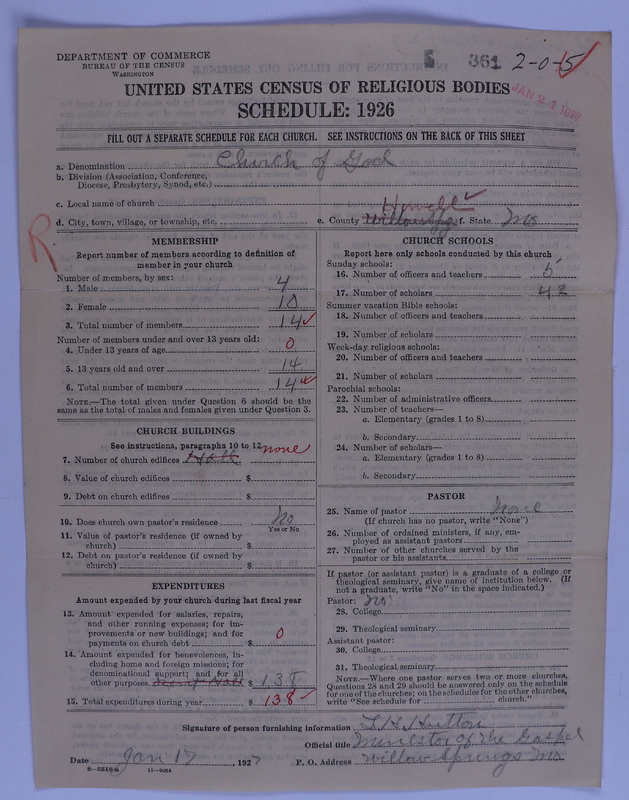 DEPARTMENT OF COMMERCE
BUREAU OF THE CENSUS
WASHINGTON
5 361 2-0-5
JAN 21 1928
UNITED STATES CENSUS OF RELIGIOUS BODIES
SCHEDULE: 1926
FILL OUT A SEPARATE SCHEDULE FOR EACH CHURCH. SEE INSTRUCTIONS ON THE BACK OF THIS SHEET
a. Denomination Church of God
b. Division (Association, Conference,
Diocese, Presbytery, Synod, etc.)
c. Local name of church
Howell
d. City, town, village, or township, etc. e. County f. State Mo
R
MEMBERSHIP
Report number of members according to definition of
member in your church
Number of members, by sex:
1. Male 4
2. Female 10
3. Total number of members 14
Number of members under and over 13 years old:
4. Under 13 years of age 0
5. 13 years old and over 14
6. Total number of members 14
NOTE.—The total given under Question 6 should be the
same as the total of males and females given under Question 3.
CHURCH BUILDINGS
See instructions, paragraphs 10 to 12 none
7. Number of church edifices Hall
8. Value of church edifices $
9. Debt on church edifices $
10. Does church own pastor's residence No
Yes or No
11. Value of pastor's residence (if owned by
church) $
12. Debt on pastor's residence (if owned by
church) $
EXPENDITURES
Amount expended by your church during last fiscal year
13. Amount expended for salaries, repairs,
and other running expenses; for im-
provements or new buildings; and for
payments on church debt $ 0
14. Amount expended for benevolences, in-
cluding home and foreign missions; for
denominational support; and for all
other purposes $ 138
15. Total expenditures during year $ 138
CHURCH SCHOOLS
Report here only schools conducted by this church
Sunday schools:
16. Number of officers and teachers 5
17. Number of scholars 42
Summer vacation Bible schools:
18. Number of officers and teachers
19. Number of scholars
Week-day religious schools:
20. Number of officers and teachers
21. Number of scholars
Parochial schools:
22. Number of administrative officers
23. Number of teachers—
a. Elementary (grades 1 to 8)
b. Secondary
24. Number of scholars—
a. Elementary (grades 1 to 8)
b. Secondary
PASTOR
25. Name of pastor None
(If church has no pastor, write "None")
26. Number of ordained ministers, if any, em-
ployed as assistant pastors
27. Number of other churches served by the
pastor or his assistants
If pastor (or assistant pastor) is a graduate of a college or
theological seminary, give name of institution below. (If
not a graduate, write "No" in the space indicated.)
Pastor: No
28. College
29. Theological seminary
Assistant pastor:
30. College
31. Theological seminary
NOTE.—Where one pastor serves two or more churches,
Questions 28 and 29 should be answered only on the schedule
for one of the churches; on the schedules for the other churches,
write "See schedule for church."
Signature of person furnishing information L. H. Hutton
Official title Minister of the Gospel
Date Jan 17, 1927 P. O. Address Willow Springs Mo
8-5518a 11-9054